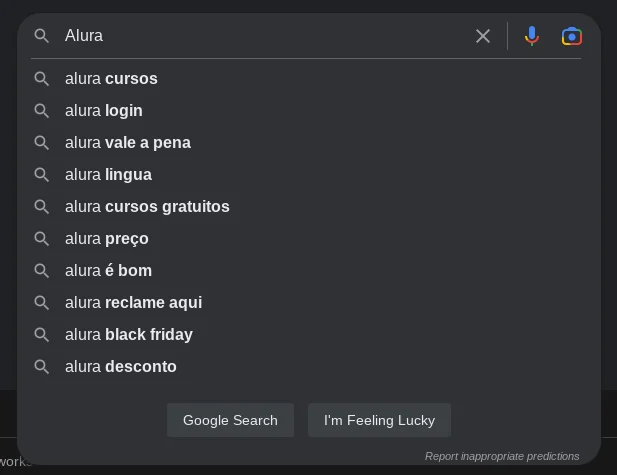 Alura
alura cursos
alura login
alura vale a pena
alura lingua
alura cursos gratuitos
alura preço
alura é bom
alura reclame aqui
alura black friday
alura desconto
Google Search
I'm Feeling Lucky
Report inappropriate predictions
works